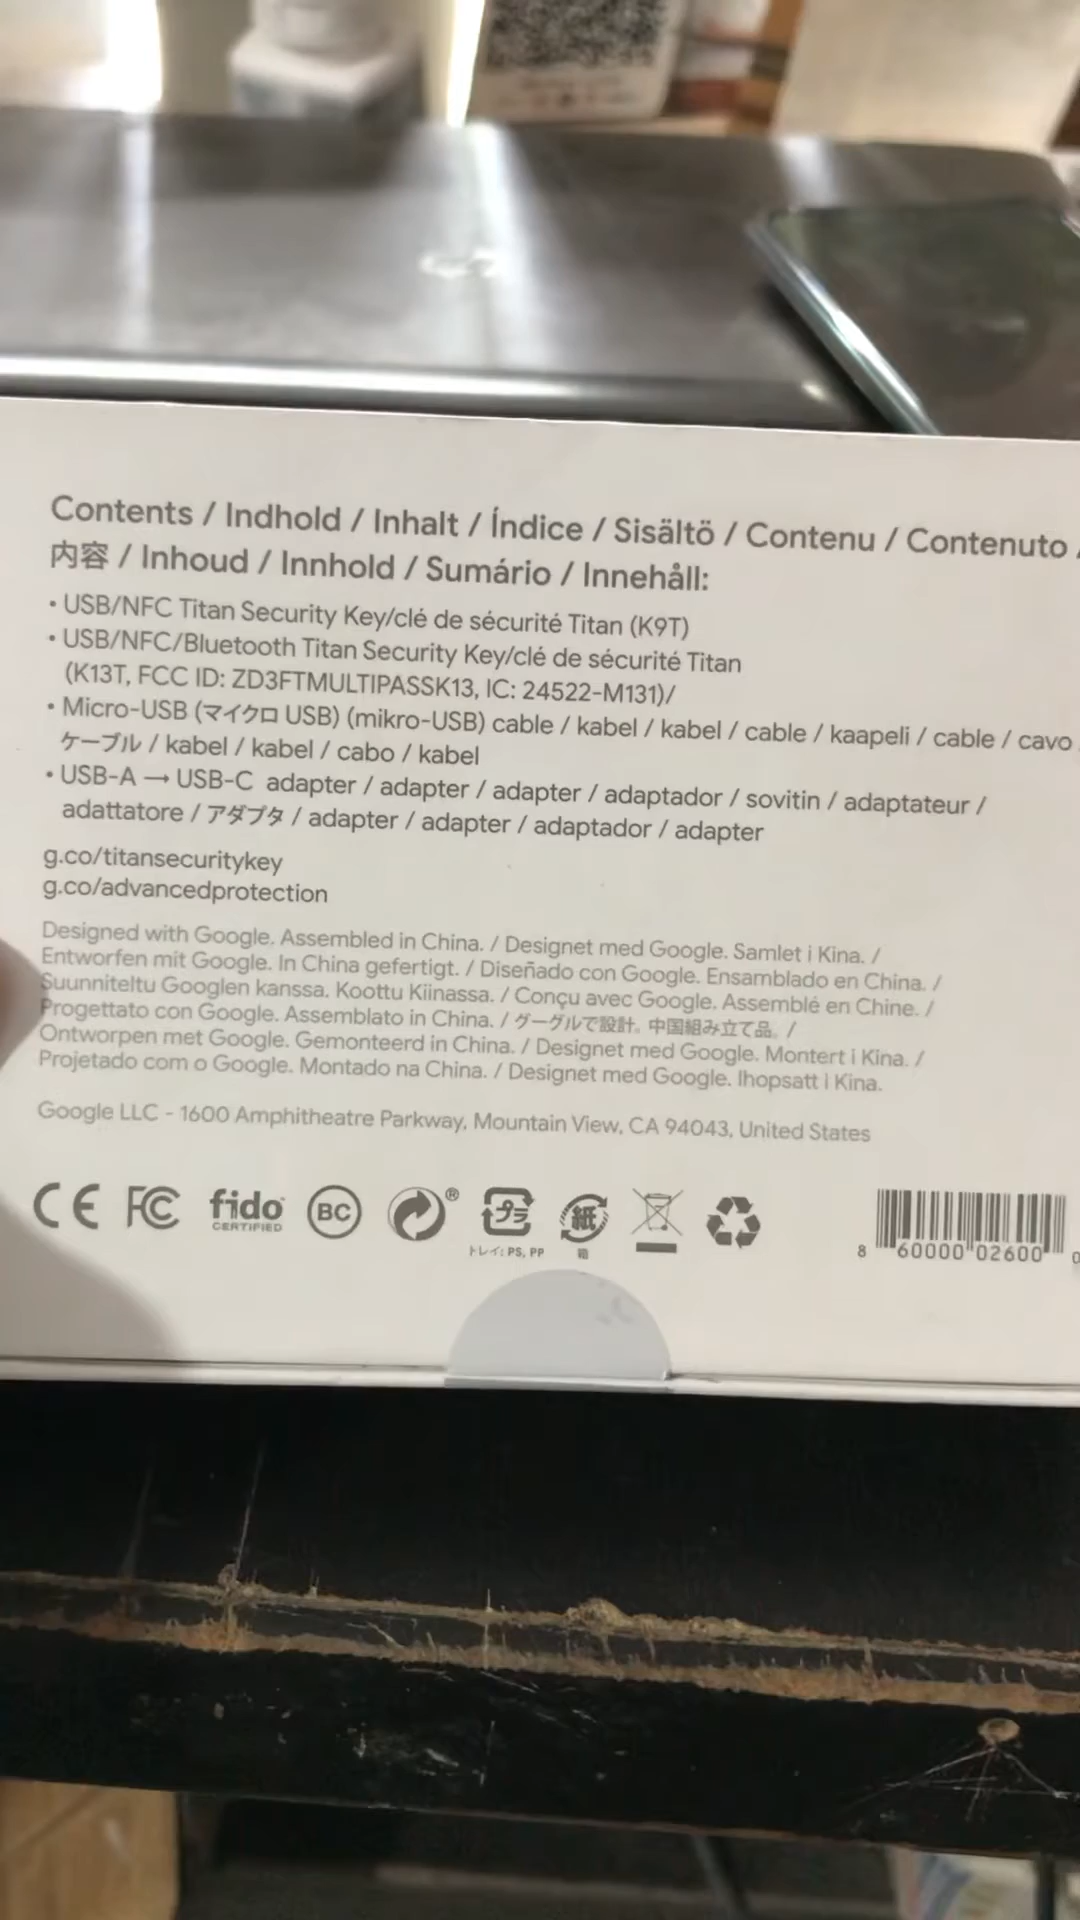 Contents / Indhold / Inhalt / Índice / Sisältö / Contenu / Contenuto /
内容 / Inhoud / Innhold / Sumário / Innehåll:
• USB/NFC Titan Security Key/clé de sécurité Titan (K9T)
• USB/NFC/Bluetooth Titan Security Key/clé de sécurité Titan
(K13T, FCC ID: ZD3FTMULTIPASSK13, IC: 24522-M131)/
• Micro-USB (マイクロ USB) (mikro-USB) cable / kabel / kabel / cable / kaapeli / cable / cavo
ケーブル / kabel / kabel / cabo / kabel
• USB-A → USB-C adapter / adapter / adapter / adaptador / sovitin / adaptateur /
adattatore / アダプタ / adapter / adapter / adaptador / adapter
g.co/titansecuritykey
g.co/advancedprotection
Designed with Google. Assembled in China. / Designet med Google. Samlet i Kina. /
Entworfen mit Google. In China gefertigt. / Diseñado con Google. Ensamblado en China. /
Suunniteltu Googlen kanssa. Koottu Kiinassa. / Conçu avec Google. Assemblé en Chine. /
Progettato con Google. Assemblato in China. / グーグルで設計。中国組み立て品。 /
Ontworpen met Google. Gemonteerd in China. / Designet med Google. Montert i Kina. /
Projetado com o Google. Montado na China. / Designet med Google. Ihopsatt i Kina.
Google LLC - 1600 Amphitheatre Parkway, Mountain View, CA 94043, United States
CE FC fido BC ® プラ 紙
CERTIFIED
トレイ: PS, PP 箱
8 60000 02600 0